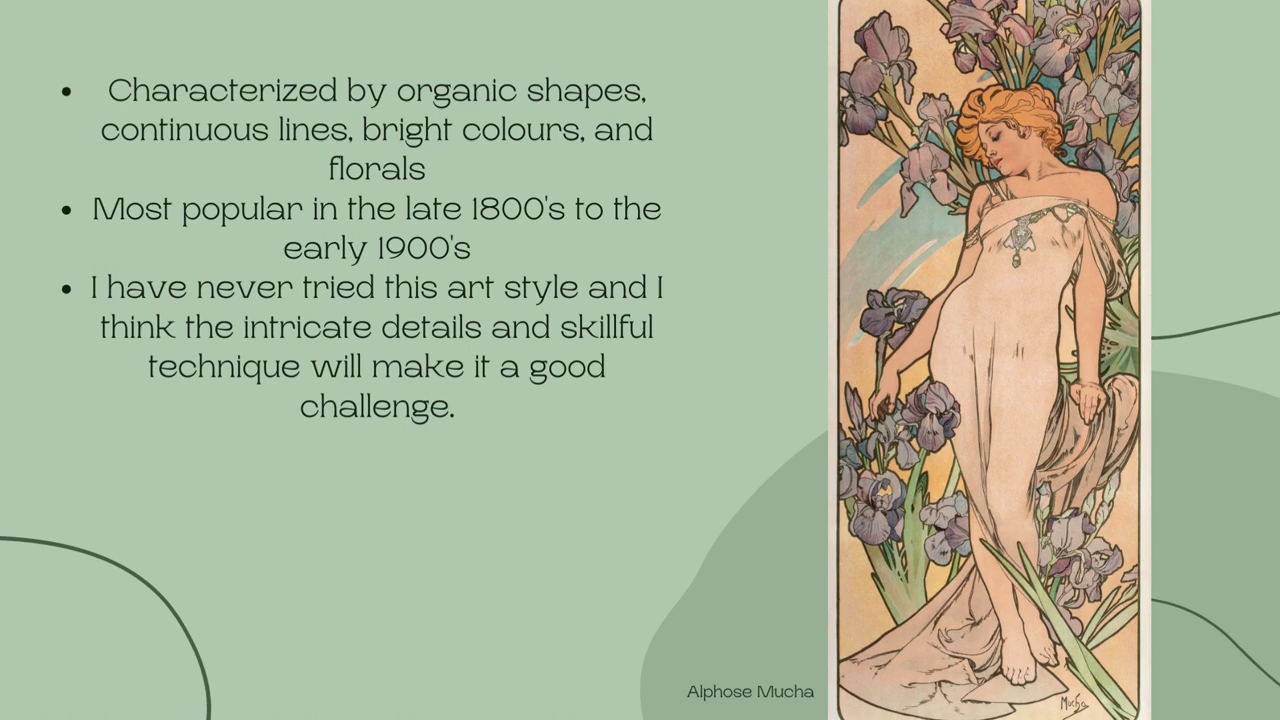 • Characterized by organic shapes,
continuous lines, bright colours, and
florals
• Most popular in the late 1800's to the
early 1900's
• I have never tried this art style and I
think the intricate details and skillful
technique will make it a good
challenge.
Alphose Mucha
Mucha